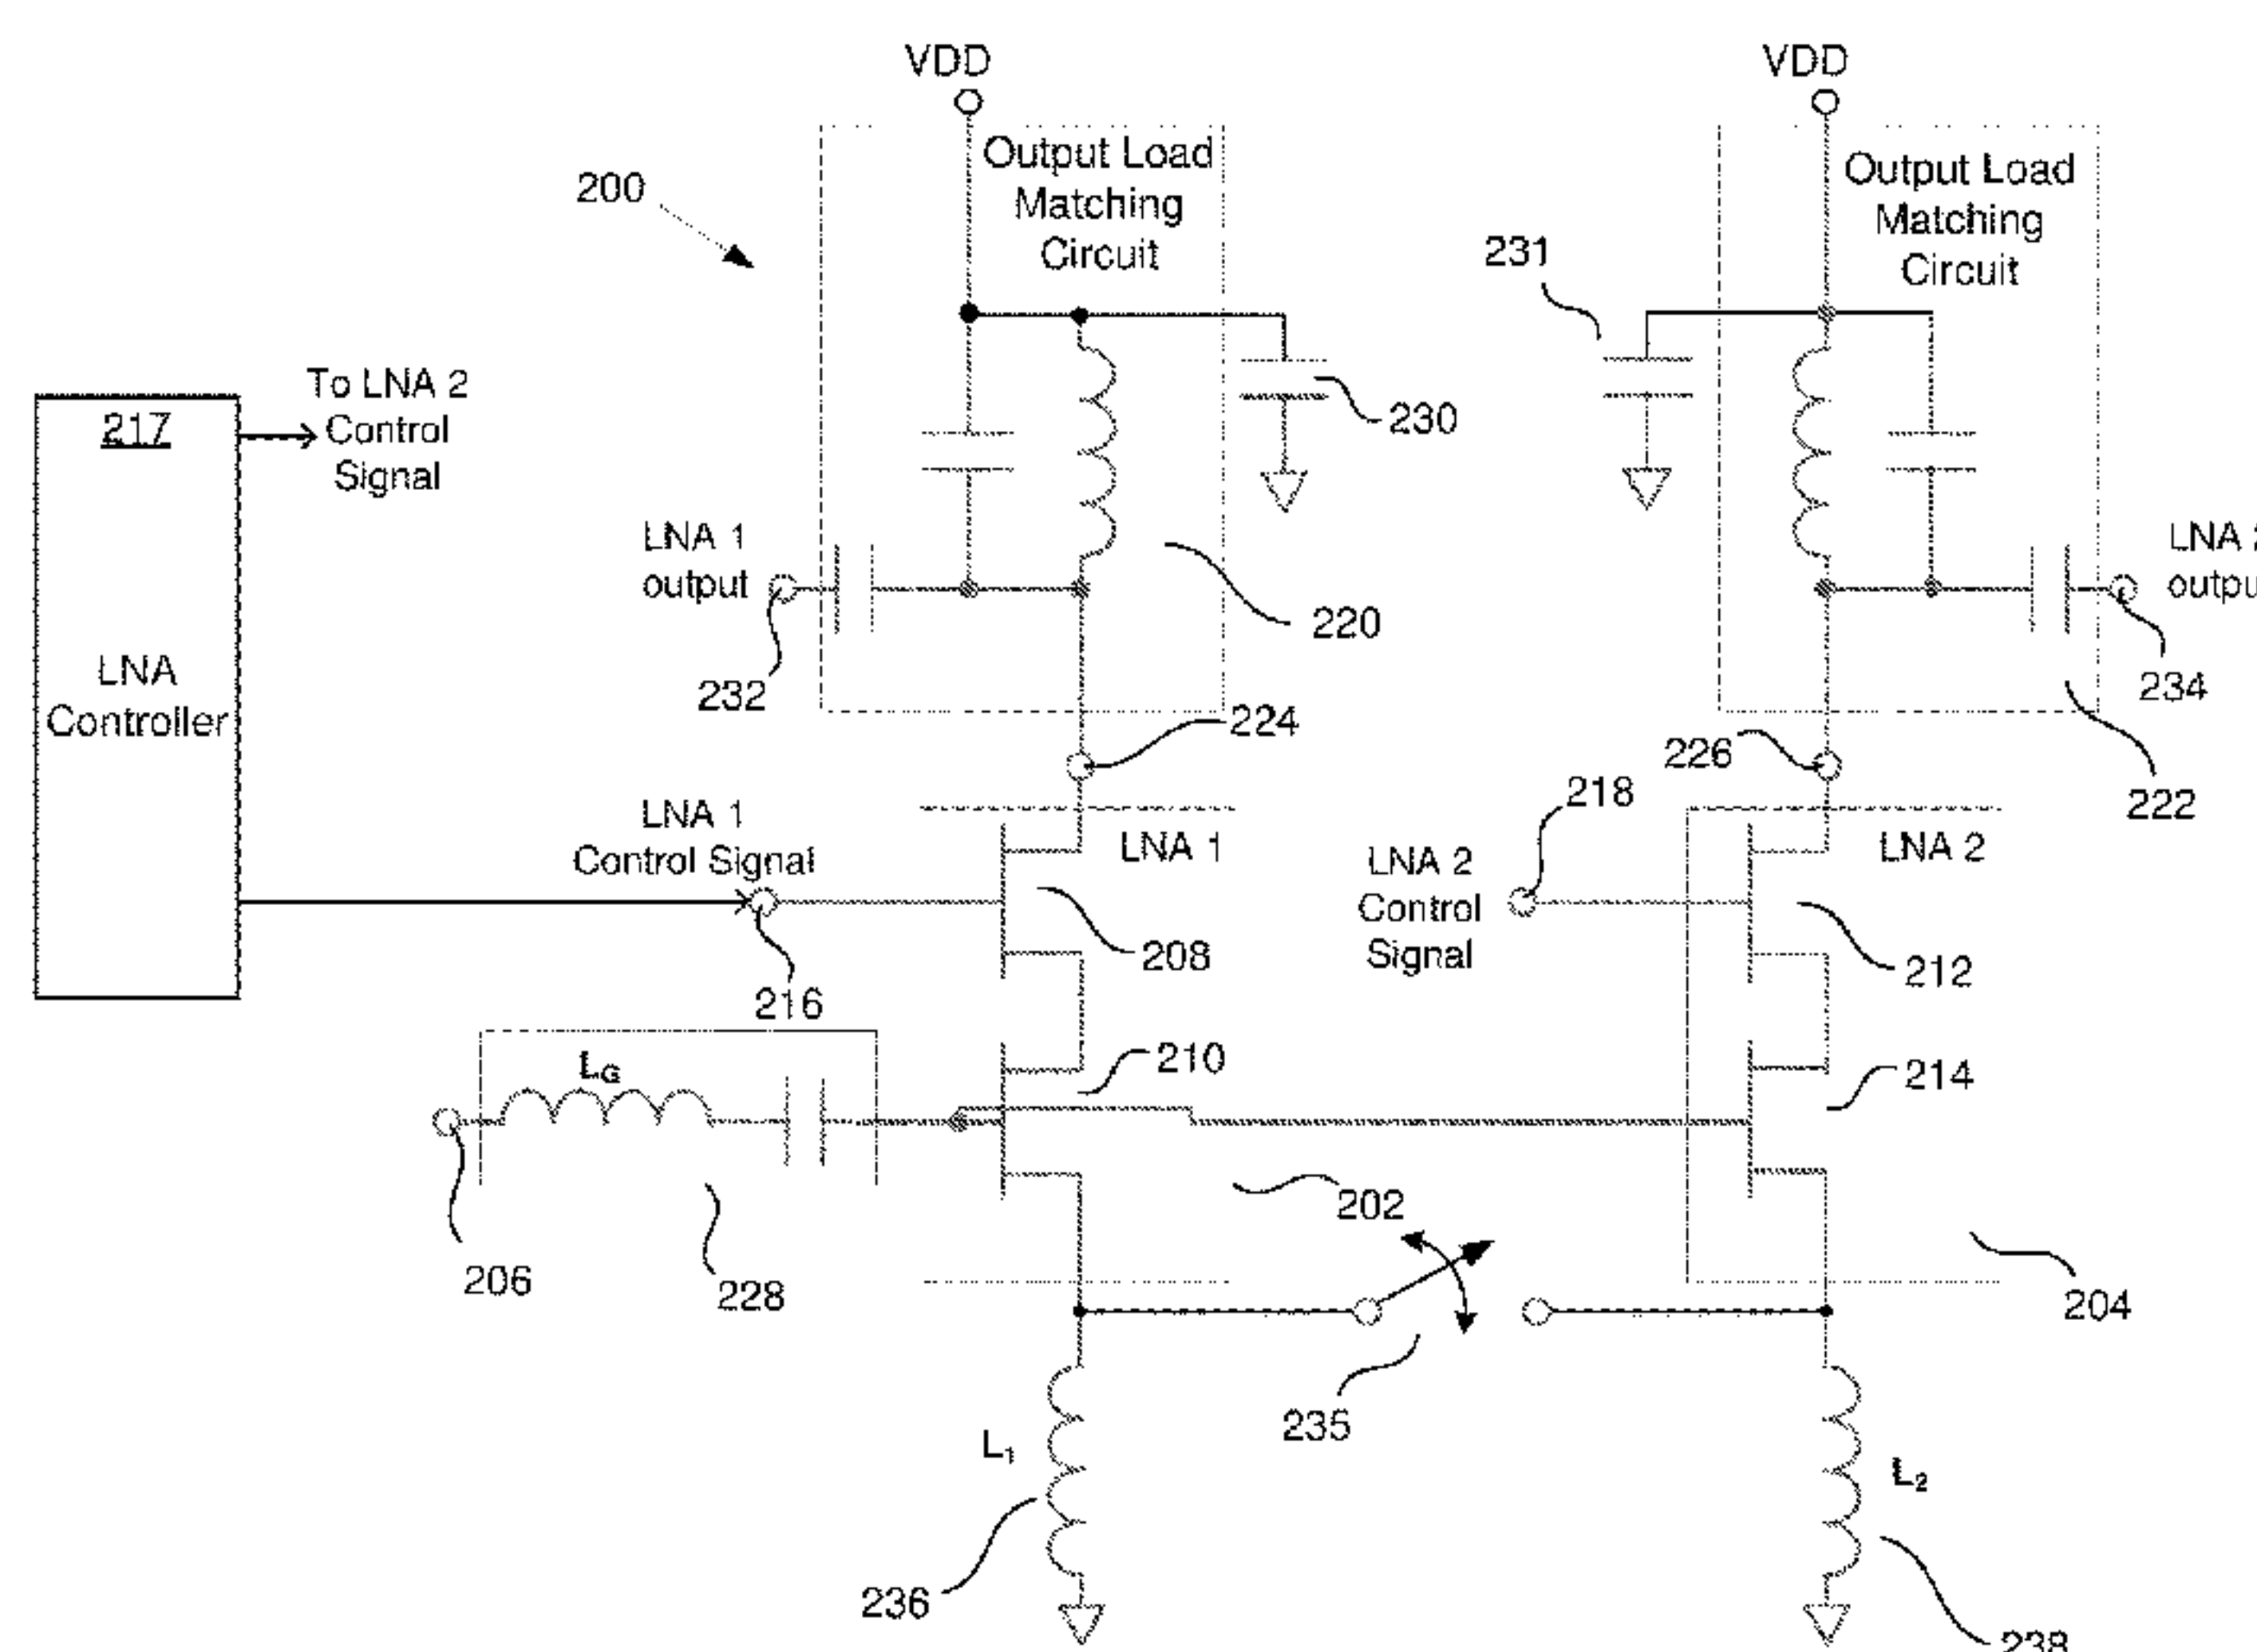 VDD
VDD
Output Load
Matching
Circuit
Output Load
Matching
Circuit
200
231
230
To LNA 2
Control
Signal
217
LNA
Controller
LNA 1
output
232
220
LNA
234
222
224
226
218
LNA 1
Control Signal
216
LNA 1
208
LNA 2
Control
Signal
LNA 2
212
210
214
LG
206
228
202
204
235
L1
236
L2
238